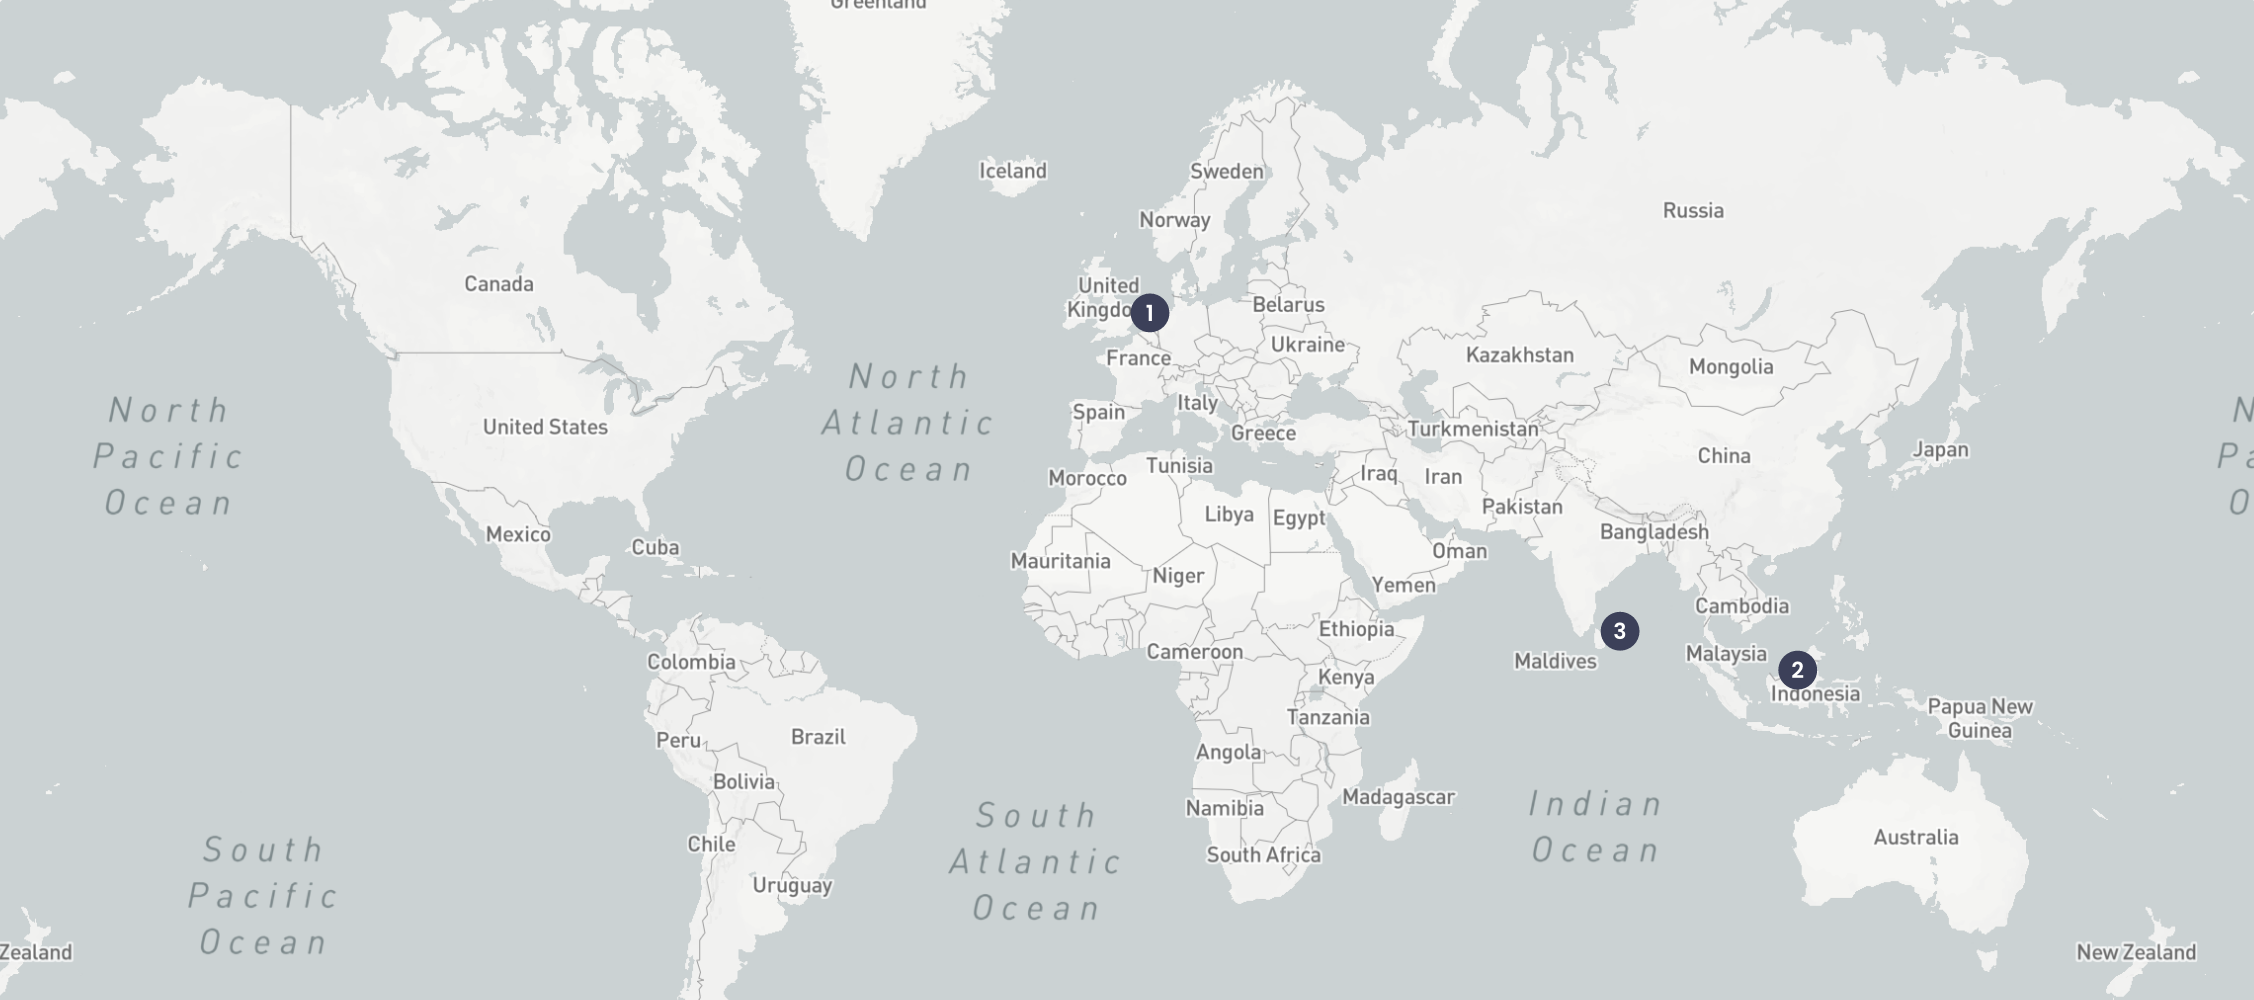 Greenland
Iceland
Sweden
Norway
Russia
Canada
United
Kingdo
1
Belarus
Ukraine
France
Kazakhstan
Mongolia
North
Atlantic
Ocean
North
Pacific
Ocean
United States
Spain
Italy
Greece
Turkmenistan
China
Japan
N
Pa
O
Morocco
Tunisia
Iraq
Iran
Pakistan
Libya
Egypt
Bangladesh
Mexico
Cuba
Mauritania
Niger
Oman
Yemen
Cambodia
Ethiopia
3
Colombia
Cameroon
Kenya
Maldives
Malaysia
2
Indonesia
Papua New
Guinea
Tanzania
Peru
Brazil
Angola
Bolivia
Namibia
Madagascar
Indian
Ocean
South
Atlantic
Ocean
Chile
South Africa
Australia
Uruguay
South
Pacific
Ocean
Zealand
New Zealand